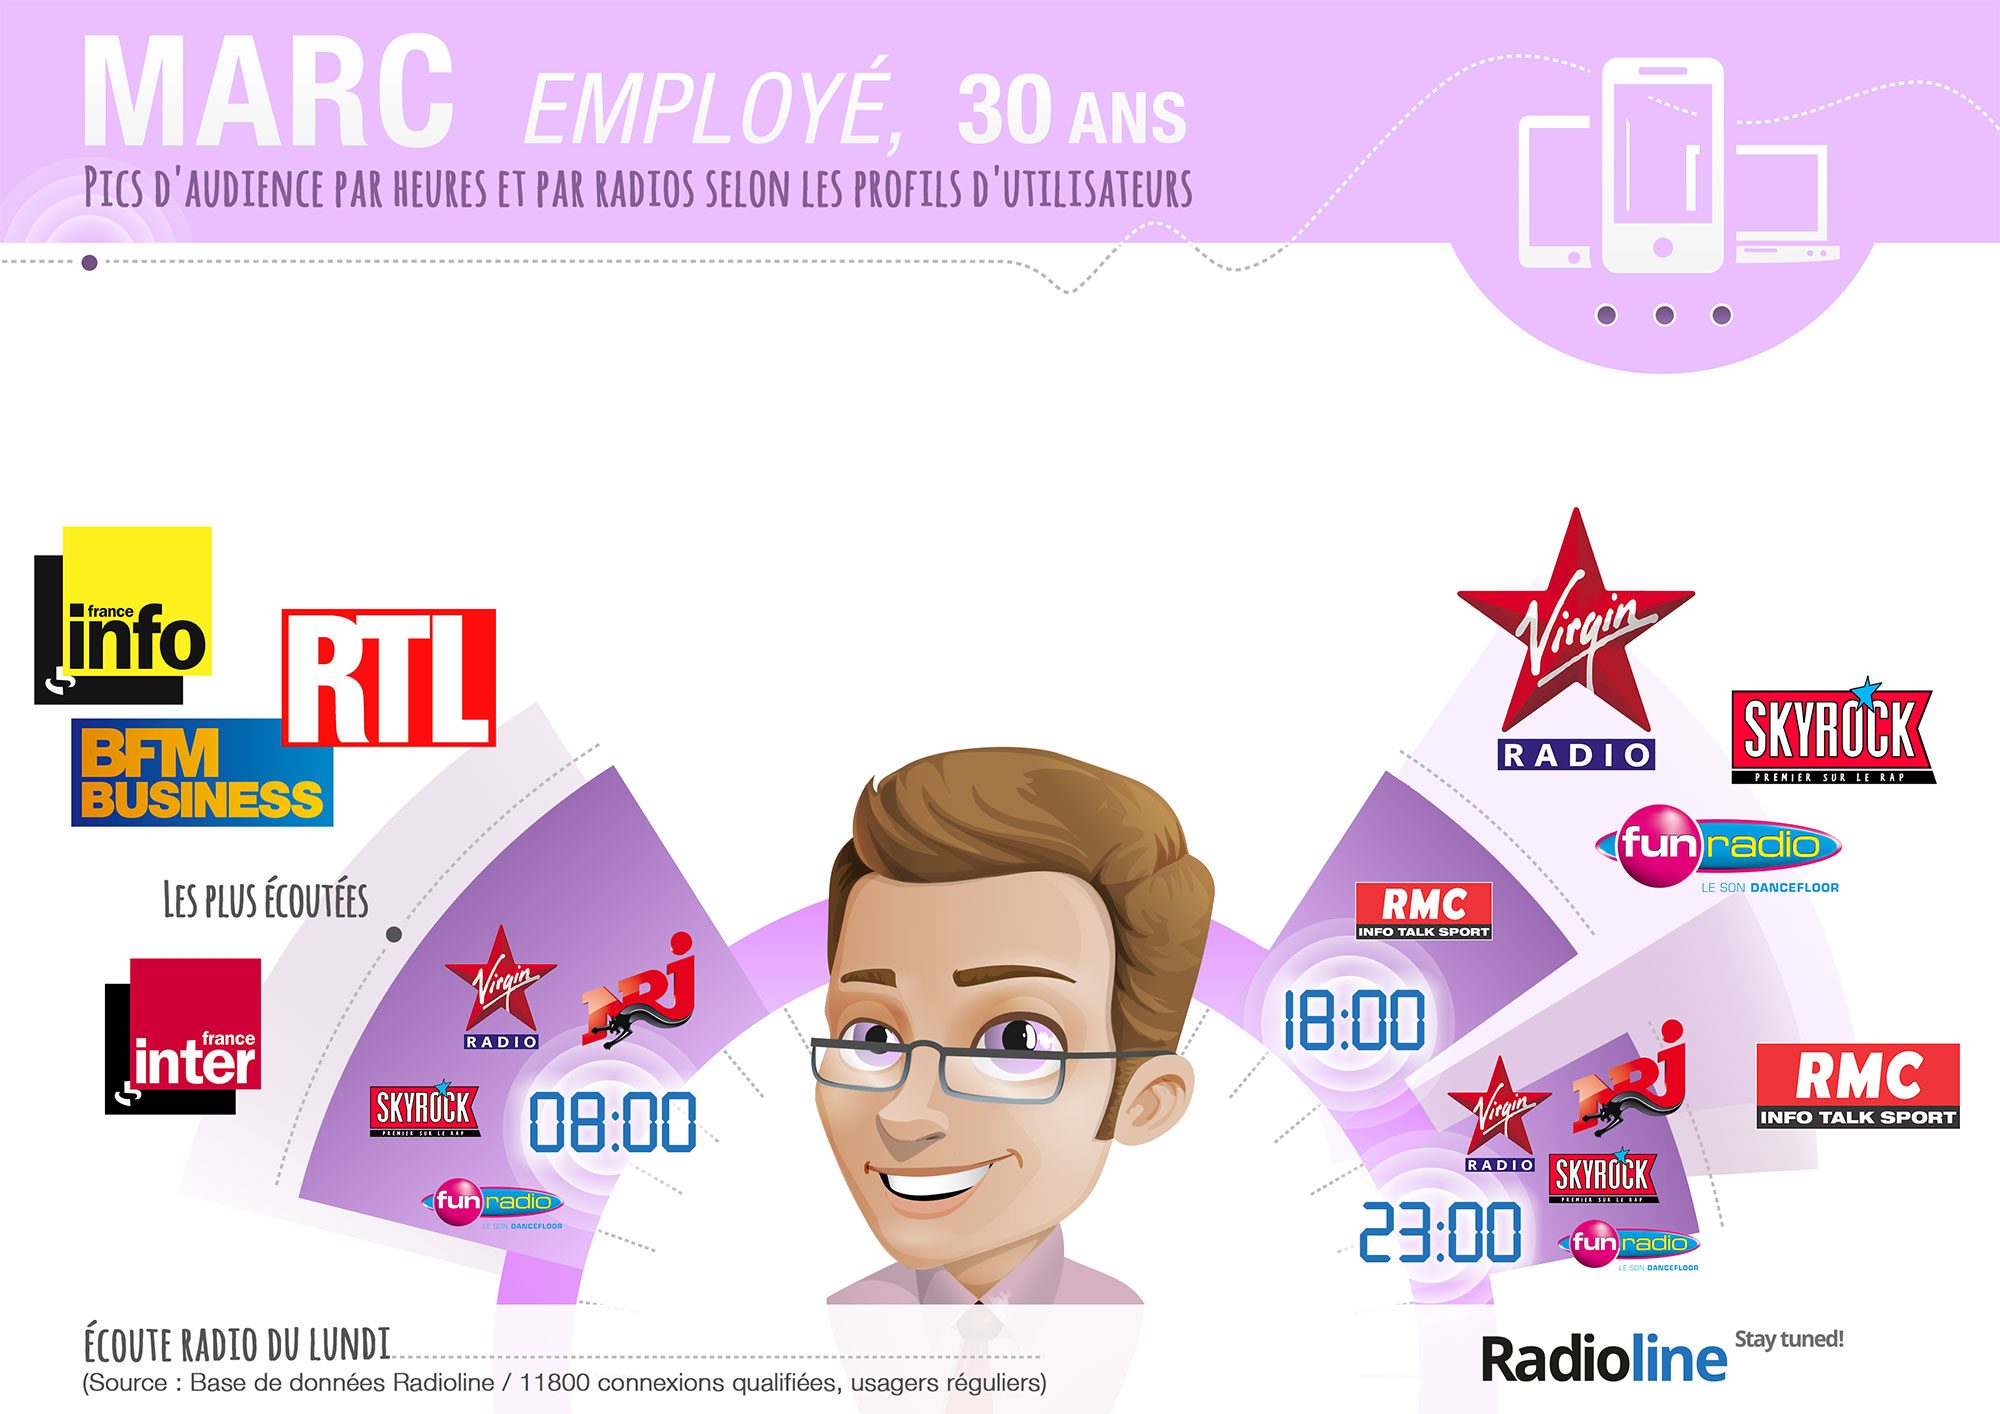 MARC EMPLOYÉ, 30 ANS
PICS D'AUDIENCE PAR HEURES ET PAR RADIOS SELON LES PROFILS D'UTILISATEURS
france
info
RTL
BFM
BUSINESS
LES PLUS ÉCOUTÉES
france
inter
Virgin
RADIO
NRJ
SKYROCK
PREMIER SUR LE RAP
fun radio
LE SON DANCEFLOOR
08:00
Virgin
RADIO
SKYROCK
PREMIER SUR LE RAP
fun radio
LE SON DANCEFLOOR
RMC
INFO TALK SPORT
18:00
Virgin
RADIO
NRJ
SKYROCK
PREMIER SUR LE RAP
fun radio
LE SON DANCEFLOOR
23:00
RMC
INFO TALK SPORT
ÉCOUTE RADIO DU LUNDI
(Source : Base de données Radioline / 11800 connexions qualifiées, usagers réguliers)
Radioline Stay tuned!